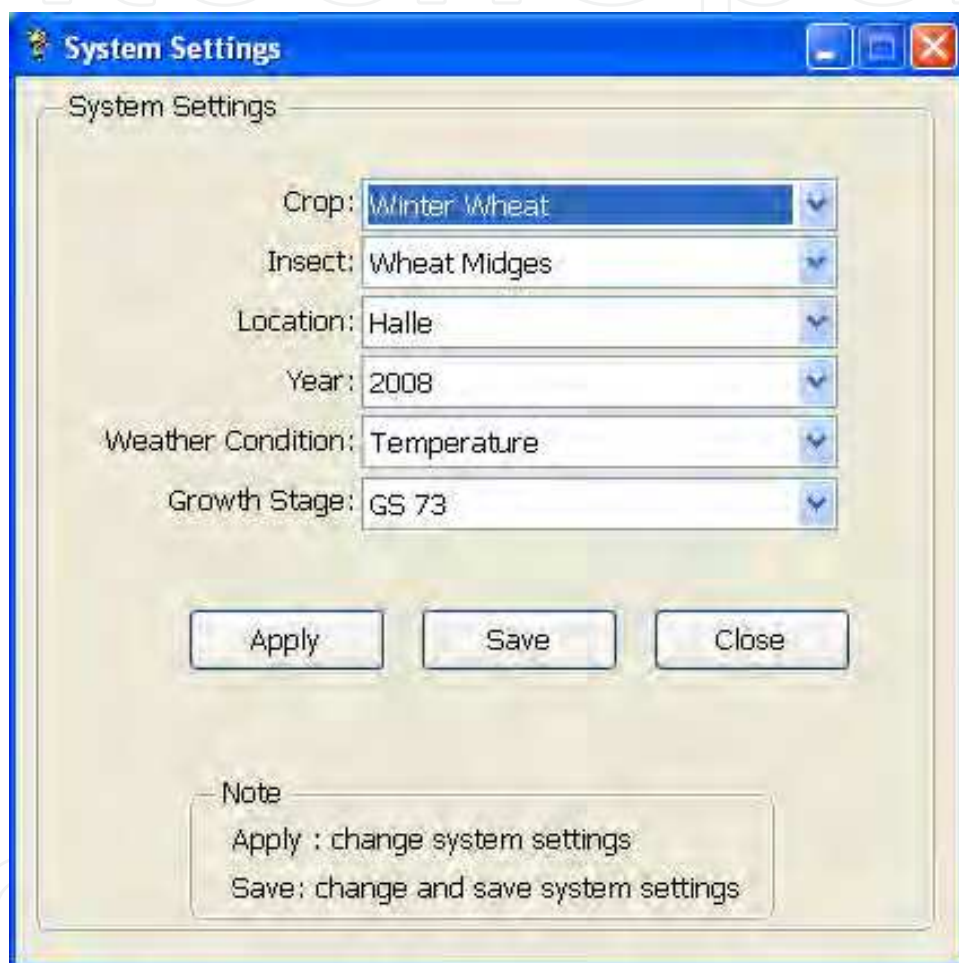 System Settings
System Settings
Crop: Winter Wheat
Insect: Wheat Midges
Location: Halle
Year: 2008
Weather Condition: Temperature
Growth Stage: GS 73
Apply Save Close
Note
Apply : change system settings
Save: change and save system settings